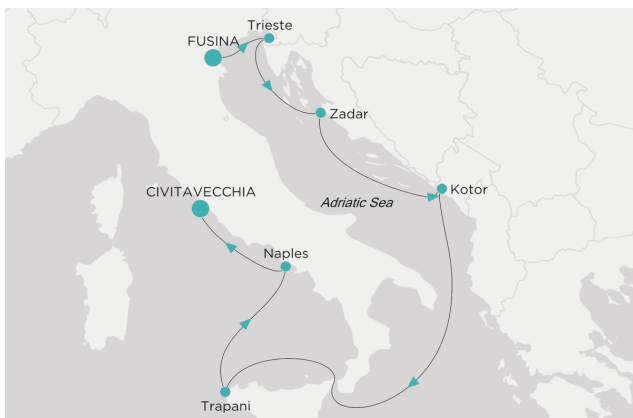 Trieste
FUSINA
Zadar
CIVITAVECCHIA
Kotor
Adriatic Sea
Naples
Trapani